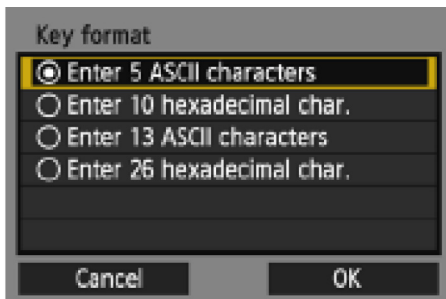 Key format
Enter 5 ASCII characters
Enter 10 hexadecimal char.
Enter 13 ASCII characters
Enter 26 hexadecimal char.
Cancel OK